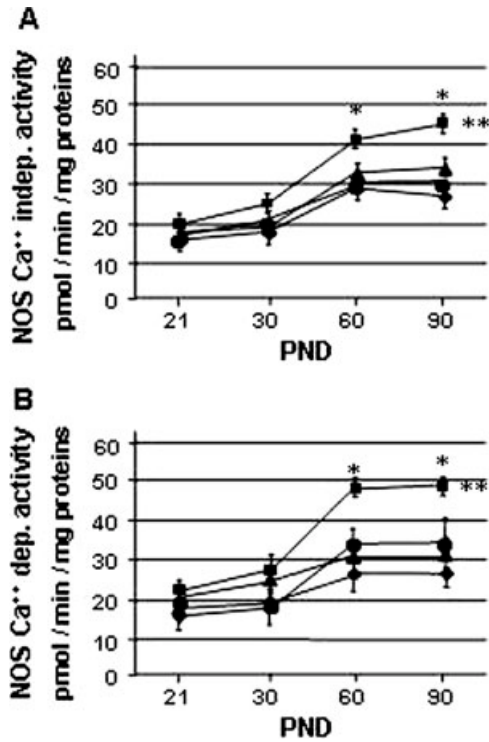 A
NOS Ca⁺⁺ indep. activity
pmol / min / mg proteins
60
50
40
30
20
10
0
*
*
**
21 30 60 90
PND
B
NOS Ca⁺⁺ dep. activity
pmol / min / mg proteins
60
50
40
30
20
10
0
*
*
**
21 30 60 90
PND